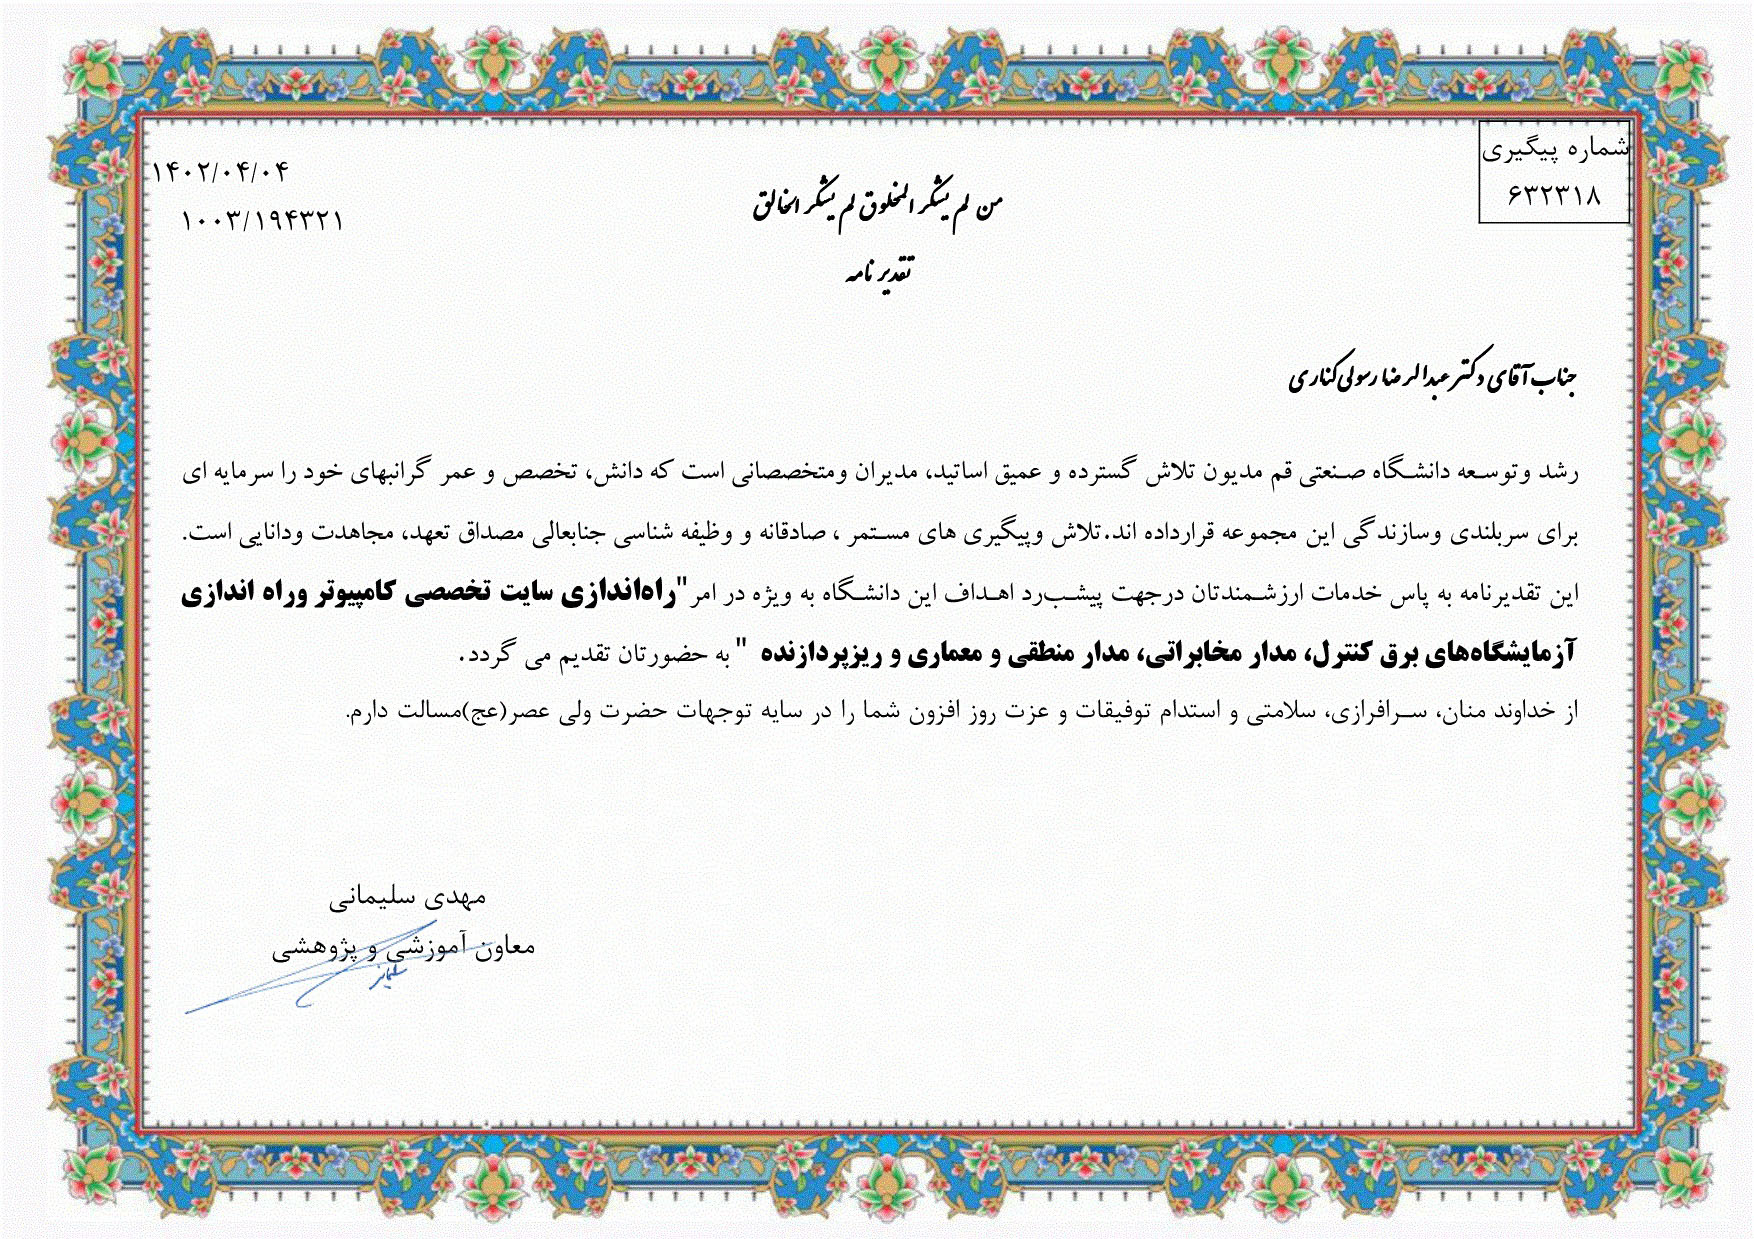 شماره پیگیری
۶۳۲۳۱۸
۱۴۰۲/۰۴/۰۴
۱۰۰۳/۱۹۴۳۲۱
من لم یشکر المخلوق لم یشکر الخالق
تقدیر نامه
جناب آقای دکتر عبدالرضا رسولی کناری
رشد وتوسعه دانشگاه صنعتی قم مدیون تلاش گسترده و عمیق اساتید، مدیران ومتخصصانی است که دانش، تخصص و عمر گرانبهای خود را سرمایه ای
برای سربلندی وسازندگی این مجموعه قرارداده اند.تلاش وپیگیری های مستمر ، صادقانه و وظیفه شناسی جنابعالی مصداق تعهد، مجاهدت ودانایی است.
این تقدیرنامه به پاس خدمات ارزشمندتان درجهت پیشبرد اهداف این دانشگاه به ویژه در امر"راه‌اندازی سایت تخصصی کامپیوتر وراه اندازی
آزمایشگاه‌های برق کنترل، مدار مخابراتی، مدار منطقی و معماری و ریزپردازنده " به حضورتان تقدیم می گردد.
از خداوند منان، سرافرازی، سلامتی و استدام توفیقات و عزت روز افزون شما را در سایه توجهات حضرت ولی عصر(عج)مسالت دارم.
مهدی سلیمانی
معاون آموزشی و پژوهشی